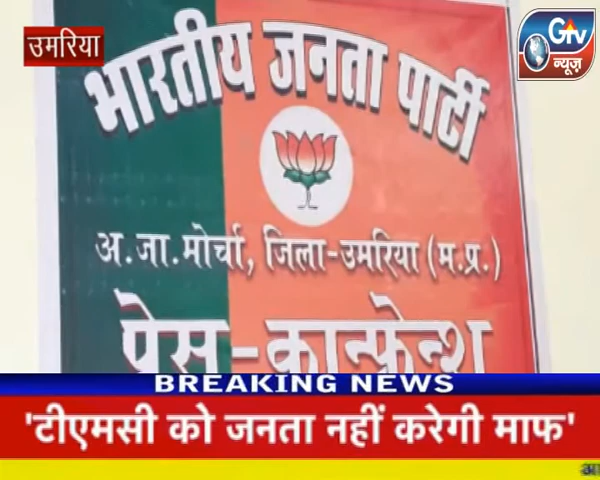 उमरिया
Gtv
न्यूज़
भारतीय जनता पार्टी
अ.जा.मोर्चा, जिला-उमरिया (म.प्र.)
प्रेस-कान्फ्रेन्श
BREAKING NEWS
'टीएमसी को जनता नहीं करेगी माफ'